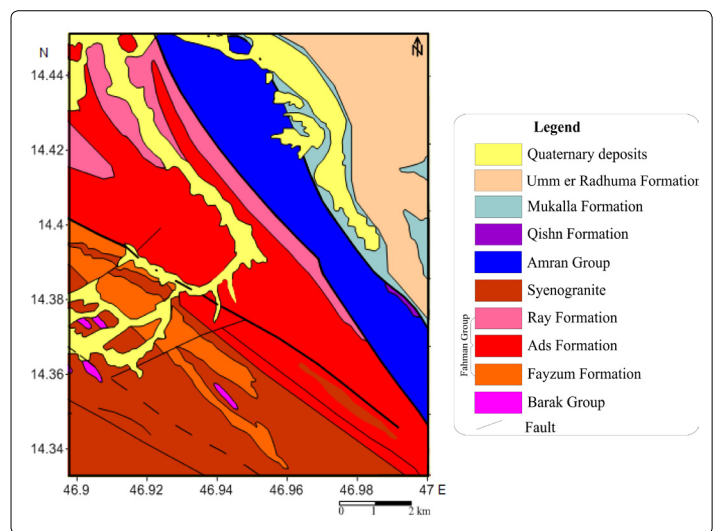 N
N
14.44
14.42
14.4
14.38
14.36
14.34
46.9 46.92 46.94 46.96 46.98 47 E
0 1 2 km
Legend
Quaternary deposits
Umm er Radhuma Formation
Mukalla Formation
Qishn Formation
Amran Group
Syenogranite
Ray Formation
Ads Formation
Fayzum Formation
Fahman Group
Barak Group
Fault